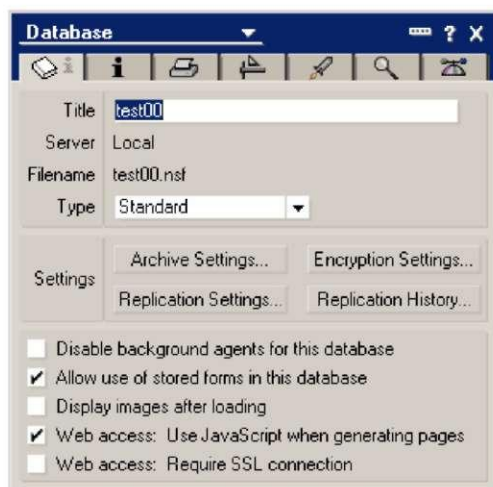 Database ?
i i
Title test00
Server Local
Filename test00.nsf
Type Standard
Settings
Archive Settings... Encryption Settings...
Replication Settings... Replication History...
Disable background agents for this database
Allow use of stored forms in this database
Display images after loading
Web access: Use JavaScript when generating pages
Web access: Require SSL connection